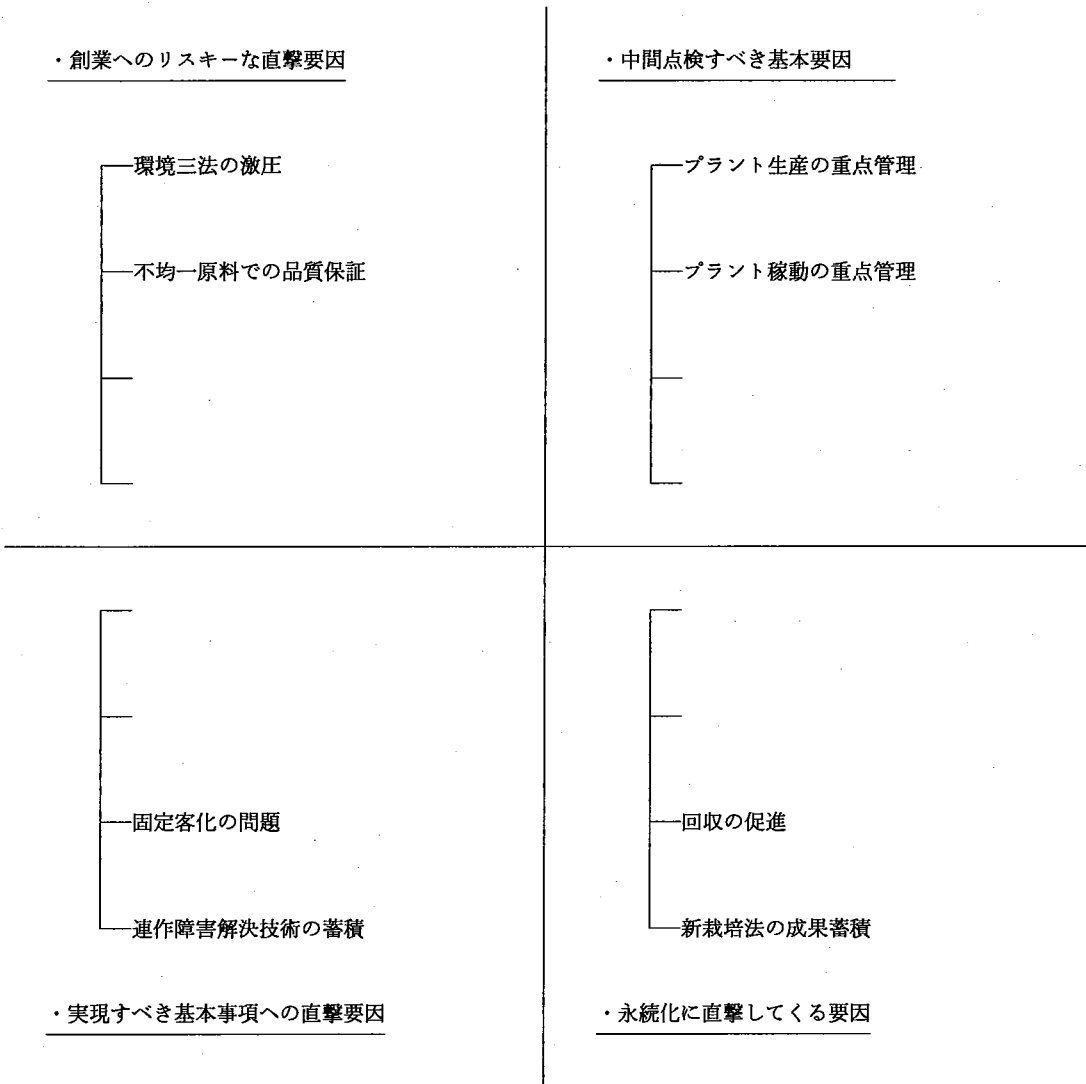 ・創業へのリスキーな直撃要因
環境三法の激圧
不均一原料での品質保証
・中間点検すべき基本要因
プラント生産の重点管理
プラント稼動の重点管理
固定客化の問題
連作障害解決技術の蓄積
・実現すべき基本事項への直撃要因
回収の促進
新栽培法の成果蓄積
・永続化に直撃してくる要因